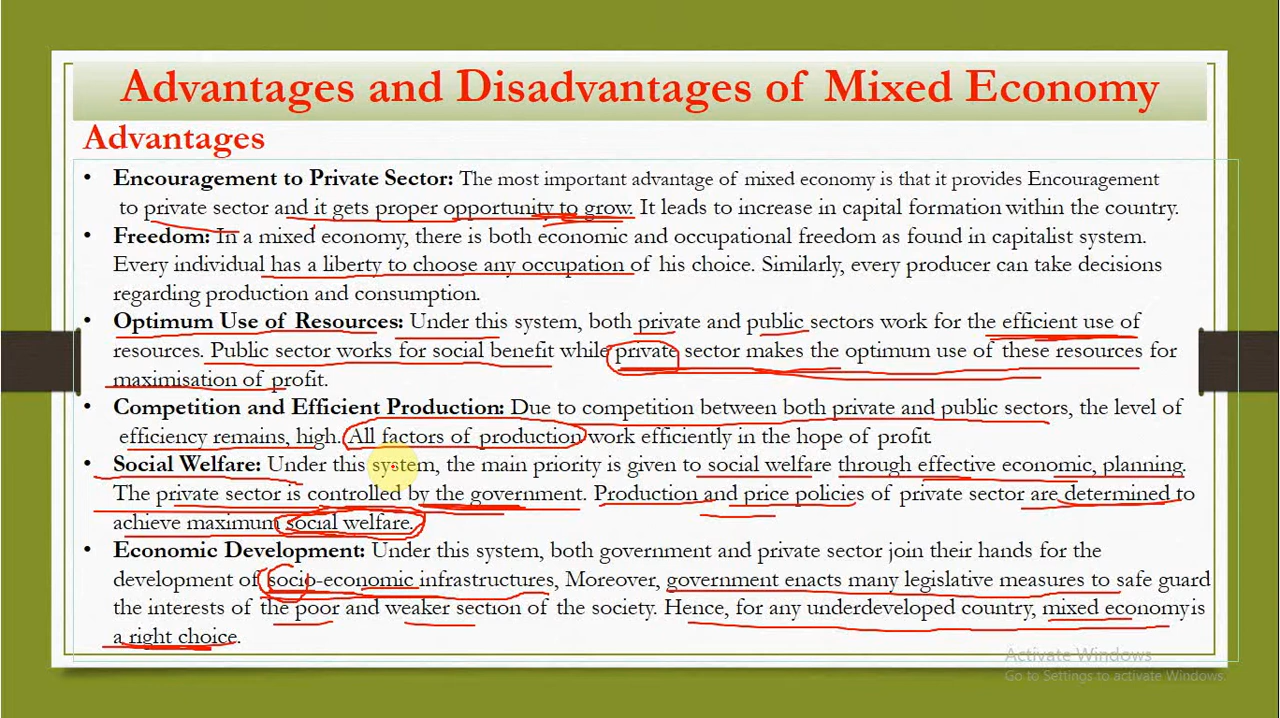 Advantages and Disadvantages of Mixed Economy
Advantages
• Encouragement to Private Sector: The most important advantage of mixed economy is that it provides Encouragement
to private sector and it gets proper opportunity to grow. It leads to increase in capital formation within the country.
• Freedom: In a mixed economy, there is both economic and occupational freedom as found in capitalist system.
Every individual has a liberty to choose any occupation of his choice. Similarly, every producer can take decisions
regarding production and consumption.
• Optimum Use of Resources: Under this system, both private and public sectors work for the efficient use of
resources. Public sector works for social benefit while private sector makes the optimum use of these resources for
maximisation of profit.
• Competition and Efficient Production: Due to competition between both private and public sectors, the level of
efficiency remains, high. All factors of production work efficiently in the hope of profit.
• Social Welfare: Under this system, the main priority is given to social welfare through effective economic, planning.
The private sector is controlled by the government. Production and price policies of private sector are determined to
achieve maximum social welfare.
• Economic Development: Under this system, both government and private sector join their hands for the
development of socio-economic infrastructures, Moreover, government enacts many legislative measures to safe guard
the interests of the poor and weaker section of the society. Hence, for any underdeveloped country, mixed economy is
a right choice.
Activate Windows
Go to Settings to activate Windows.